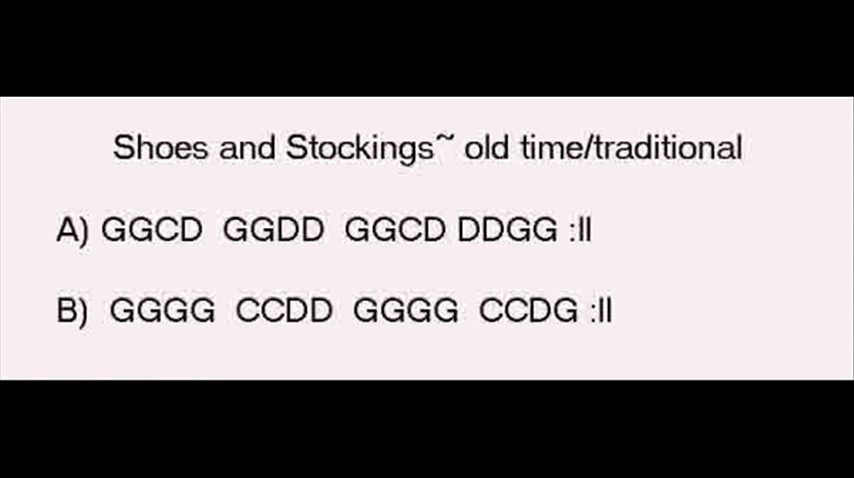 Shoes and Stockings~ old time/traditional
A) GGCD GGDD GGCD DDGG :ll
B) GGGG CCDD GGGG CCDG :ll